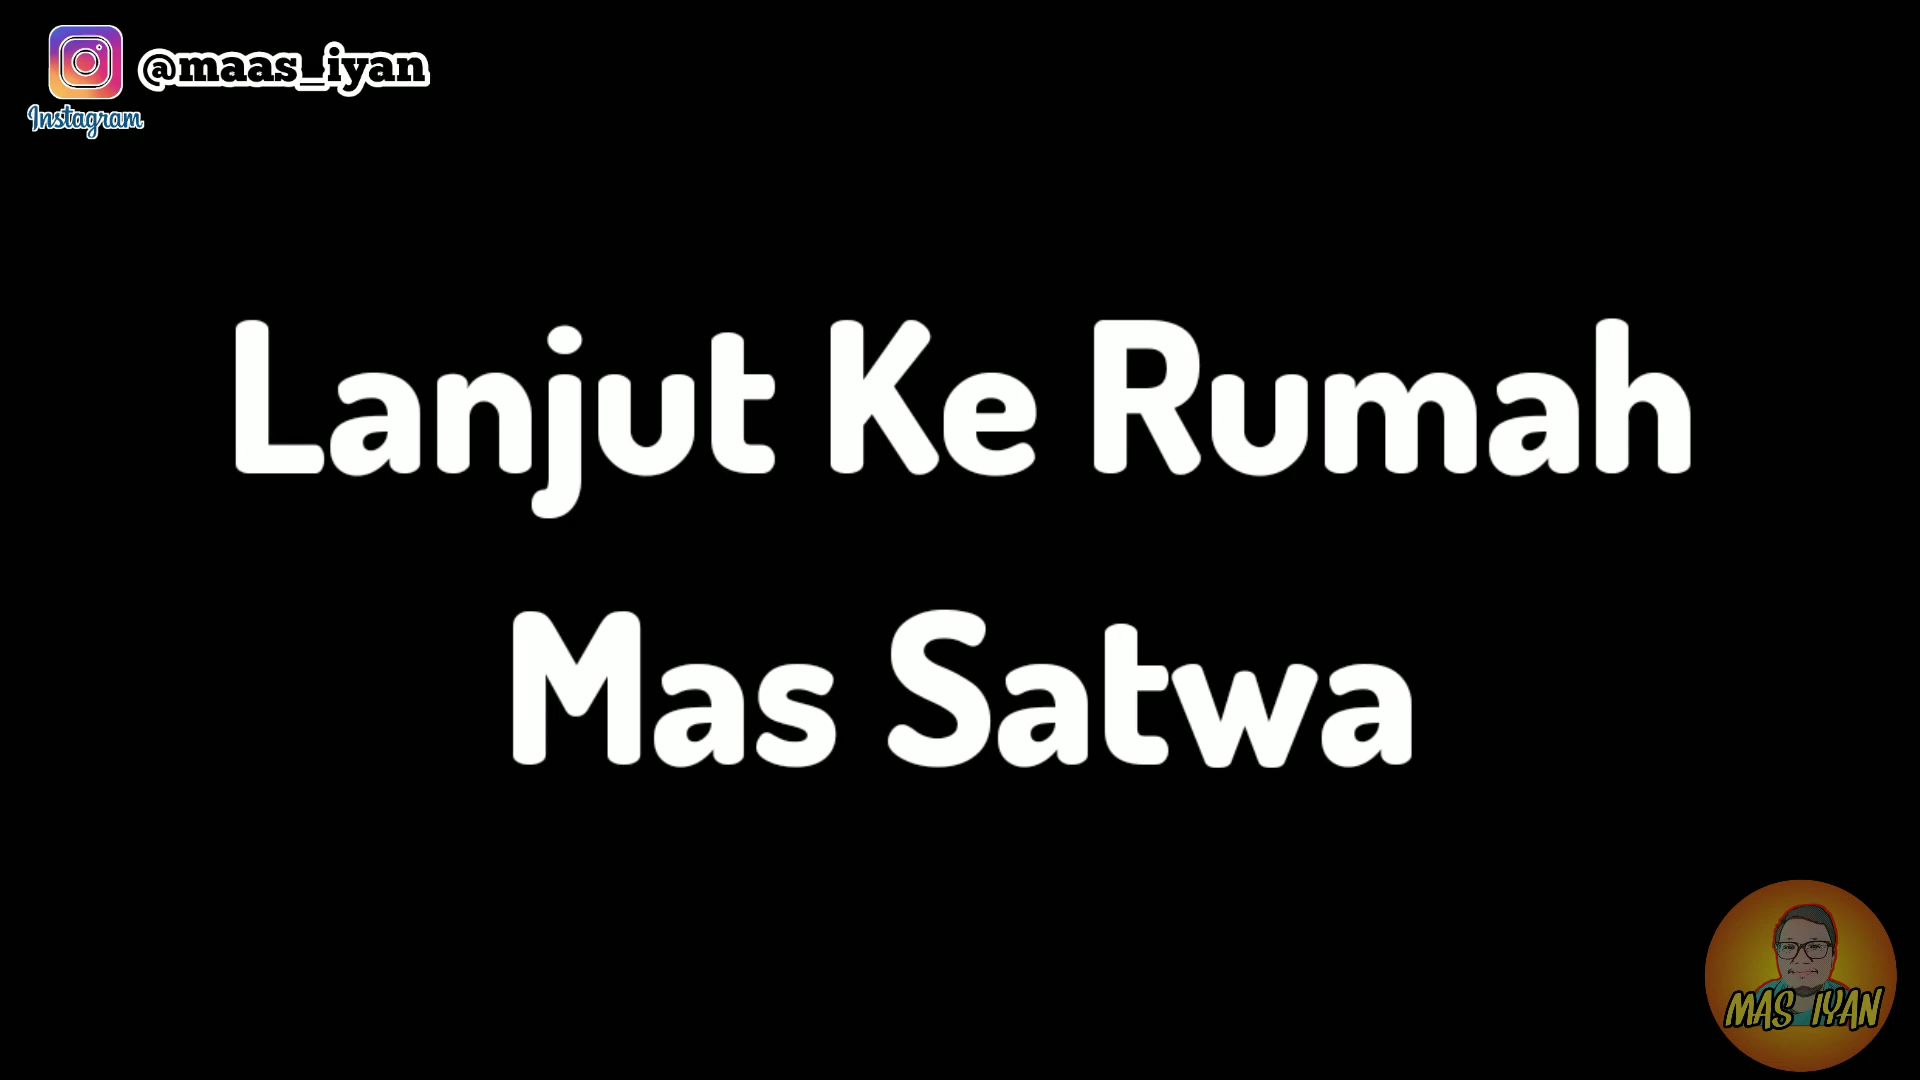 @maas_iyan
Instagram
Lanjut Ke Rumah
Mas Satwa
MAS IYAN